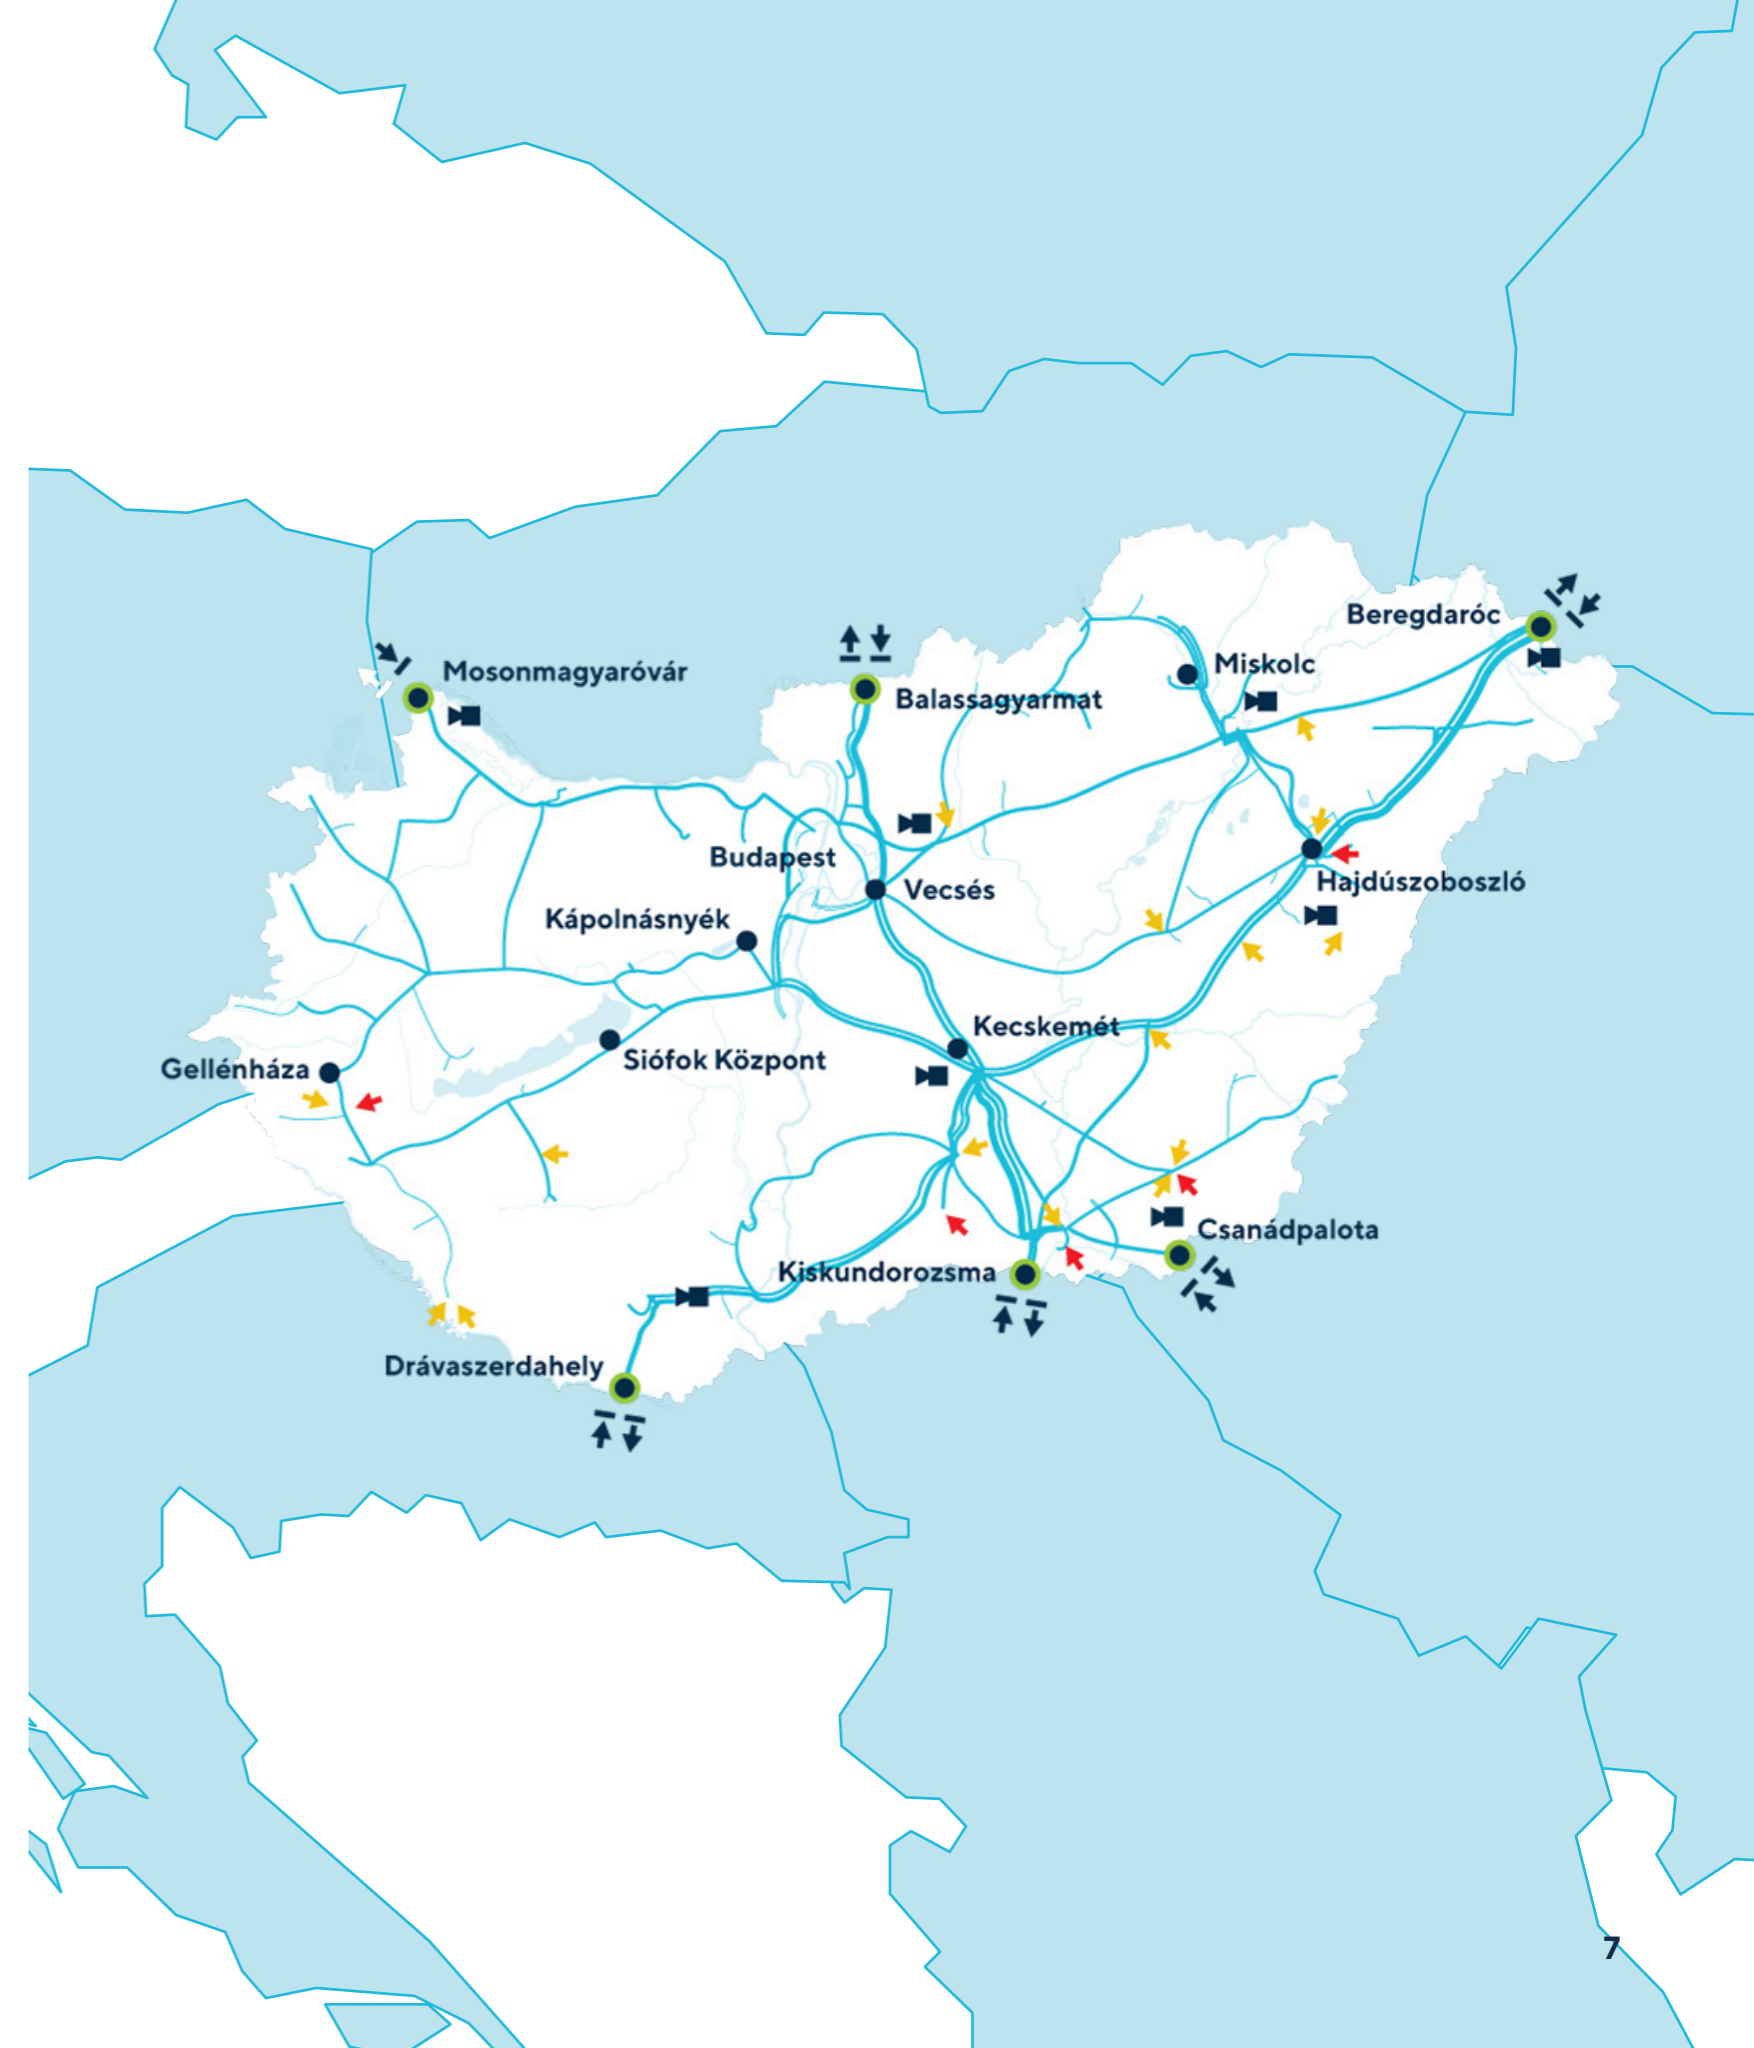 Beregdaróc
Miskolc
Mosonmagyaróvár
Balassagyarmat
Budapest
Hajdúszoboszló
Vecsés
Kápolnásnyék
Kecskemét
Siófok Központ
Gellénháza
Csanádpalota
Kiskundorozsma
Drávaszerdahely
7